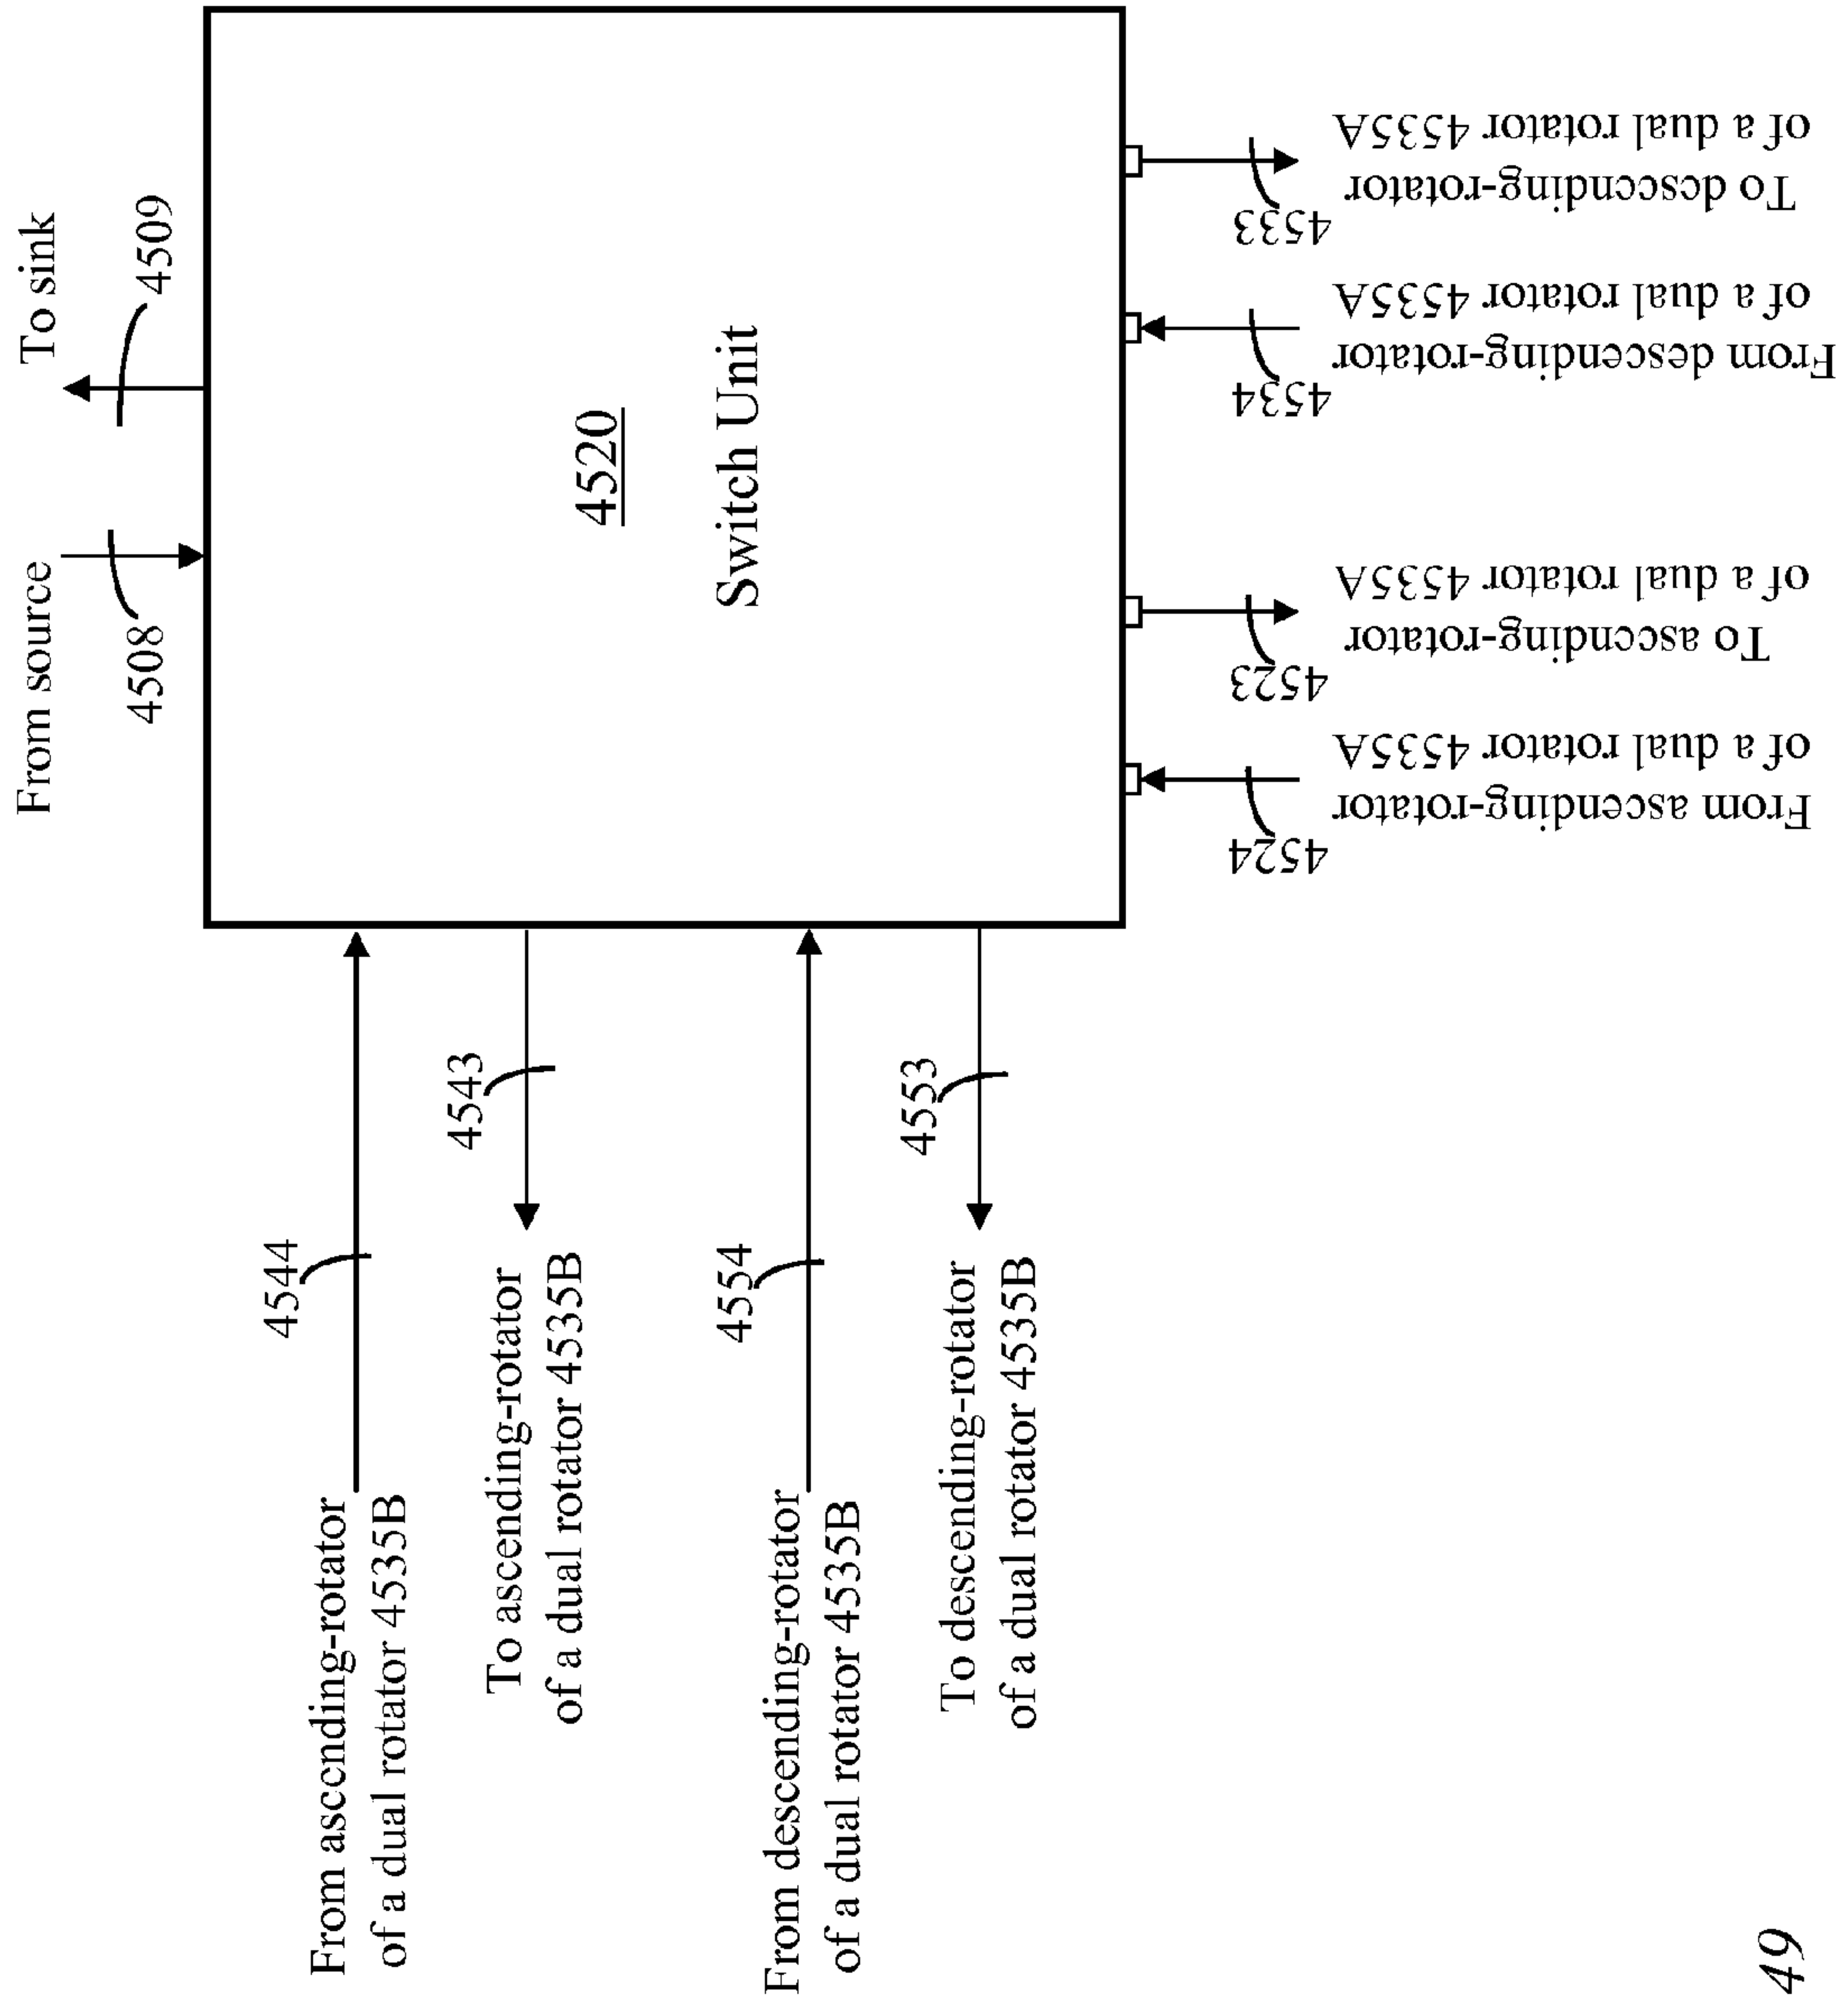 From source
4508
To sink
4509
4520
Switch Unit
4544
From ascending-rotator
of a dual rotator 4535B
4543
To ascending-rotator
of a dual rotator 4535B
4554
From descending-rotator
of a dual rotator 4535B
4553
To descending-rotator
of a dual rotator 4535B
4524
From ascending-rotator
of a dual rotator 4535A
4523
To ascending-rotator
of a dual rotator 4535A
4534
From descending-rotator
of a dual rotator 4535A
4533
To descending-rotator
of a dual rotator 4535A
49